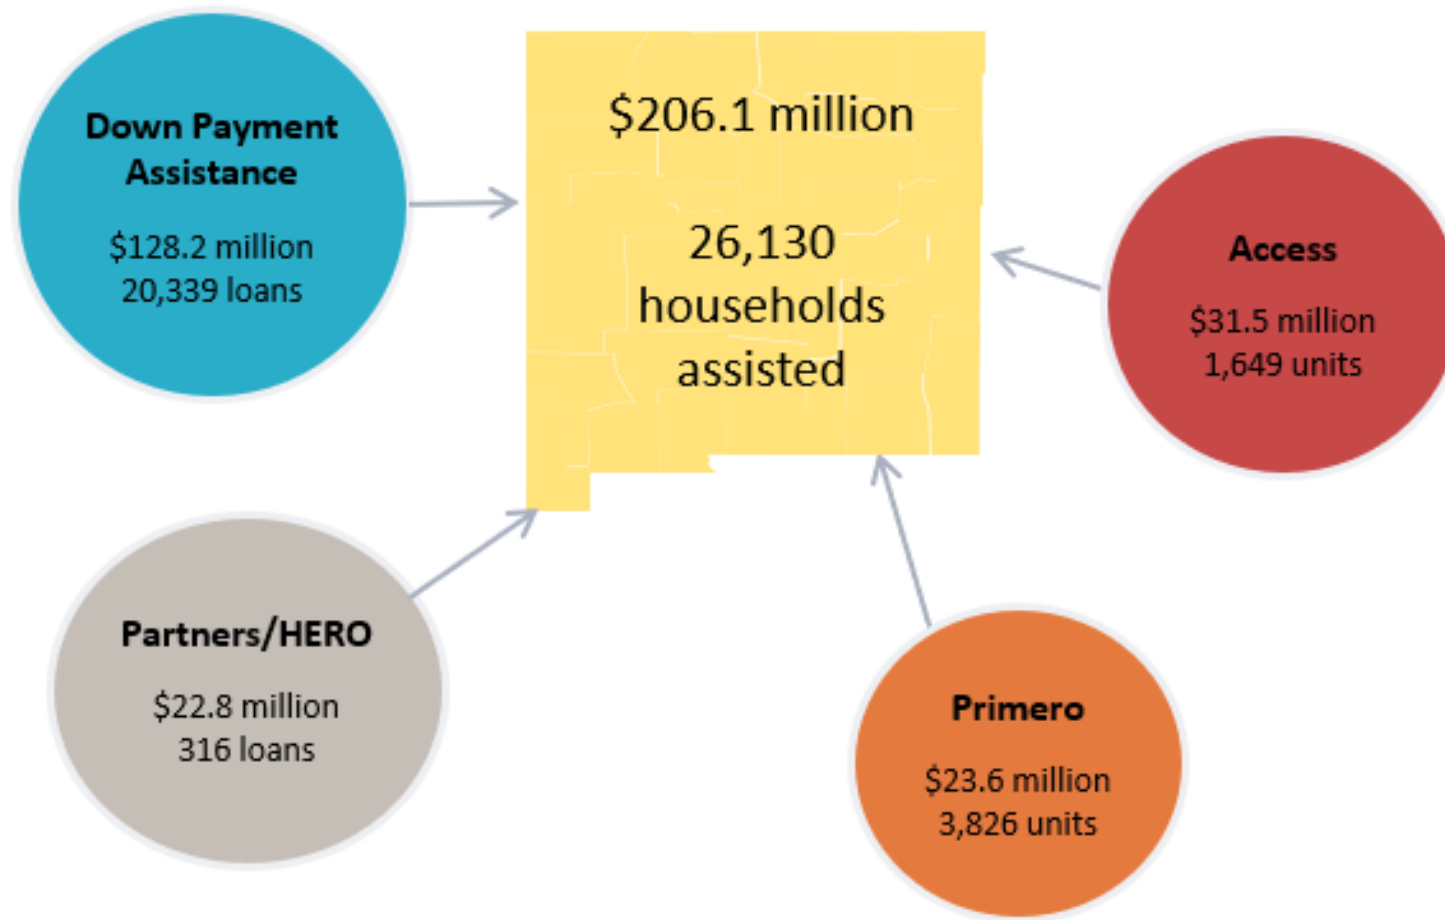 Down Payment
Assistance
$128.2 million
20,339 loans
$206.1 million
26,130
households
assisted
Access
$31.5 million
1,649 units
Partners/HERO
$22.8 million
316 loans
Primero
$23.6 million
3,826 units